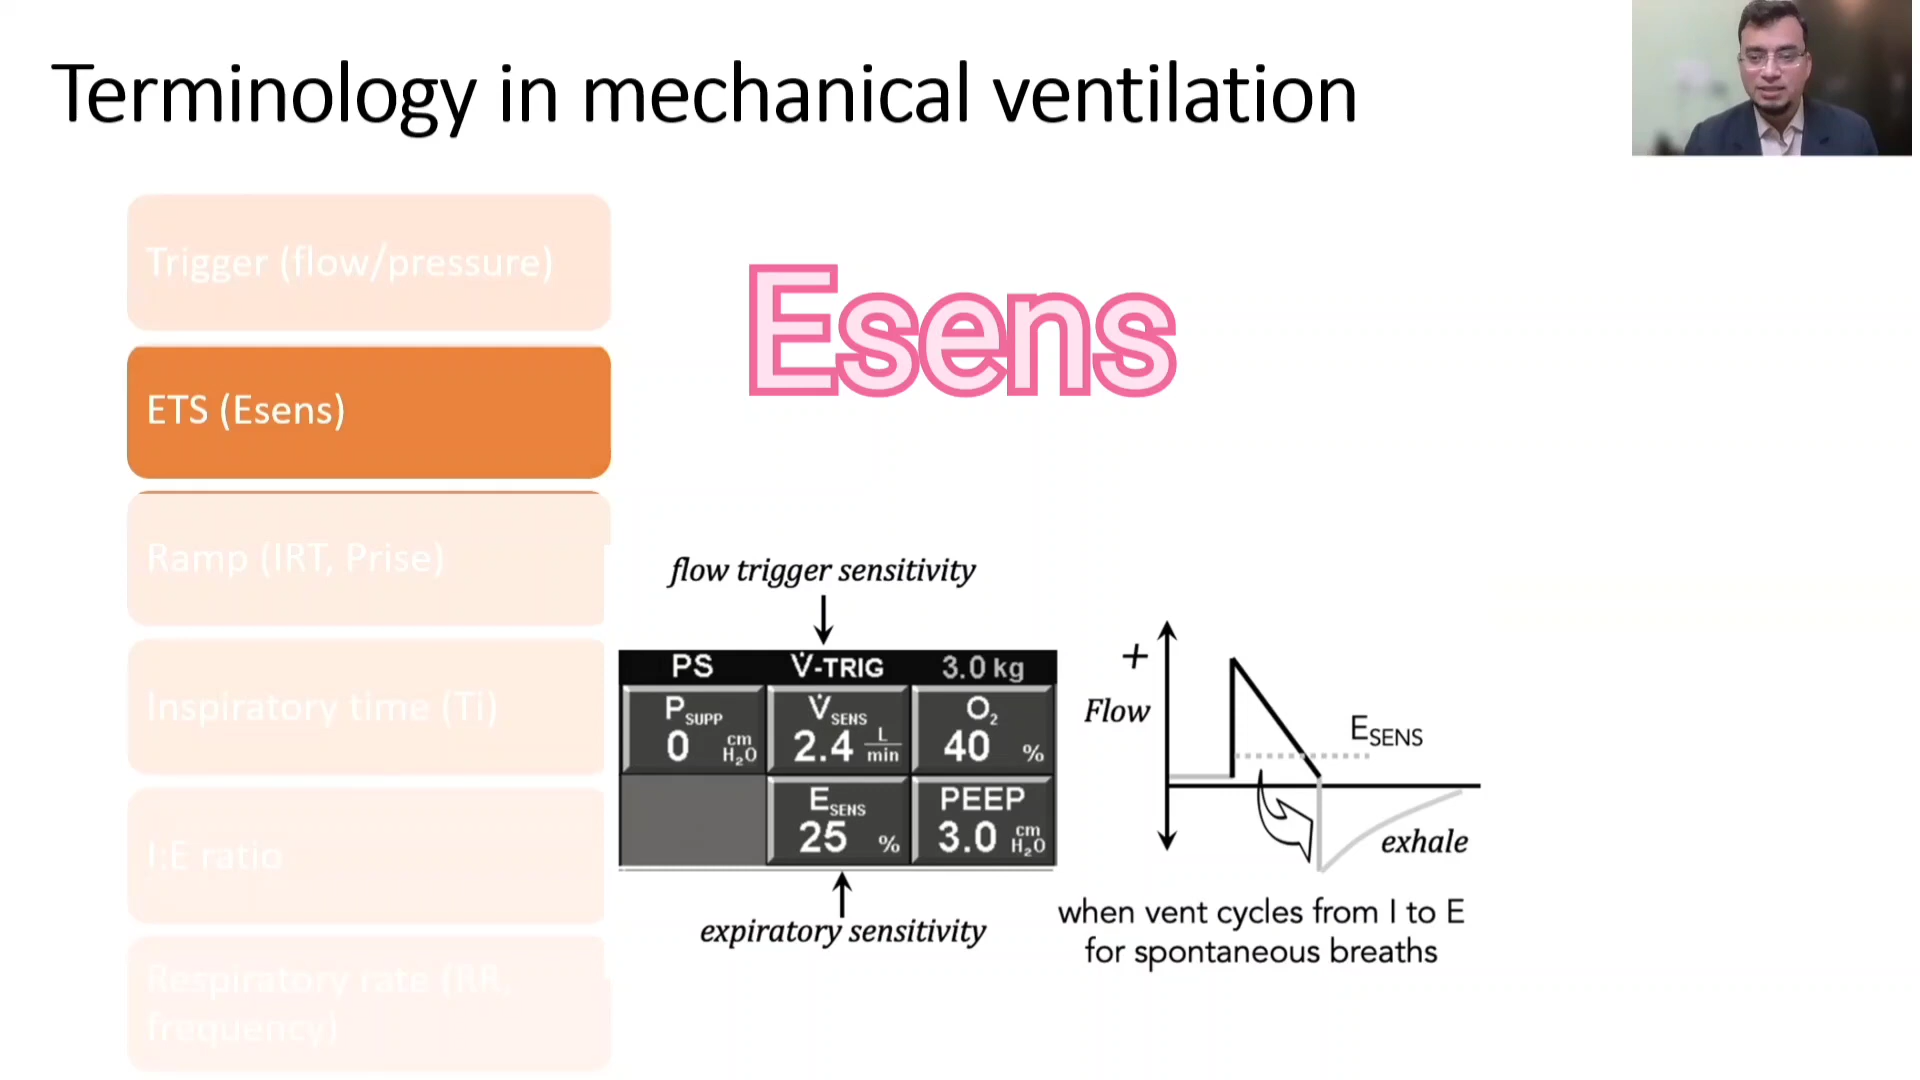 Terminology in mechanical ventilation
Trigger (flow/pressure)
ETS (Esens)
Ramp (IRT, Prise)
Inspiratory time (Ti)
I:E ratio
Respiratory rate (RR,
frequency)
Esens
flow trigger sensitivity
PS V̇-TRIG 3.0 kg
PSUPP V̇SENS O2
0 cm H2O 2.4 L/min 40 %
ESENS PEEP
25 % 3.0 cm H2O
expiratory sensitivity
+
Flow
ESENS
exhale
when vent cycles from I to E
for spontaneous breaths